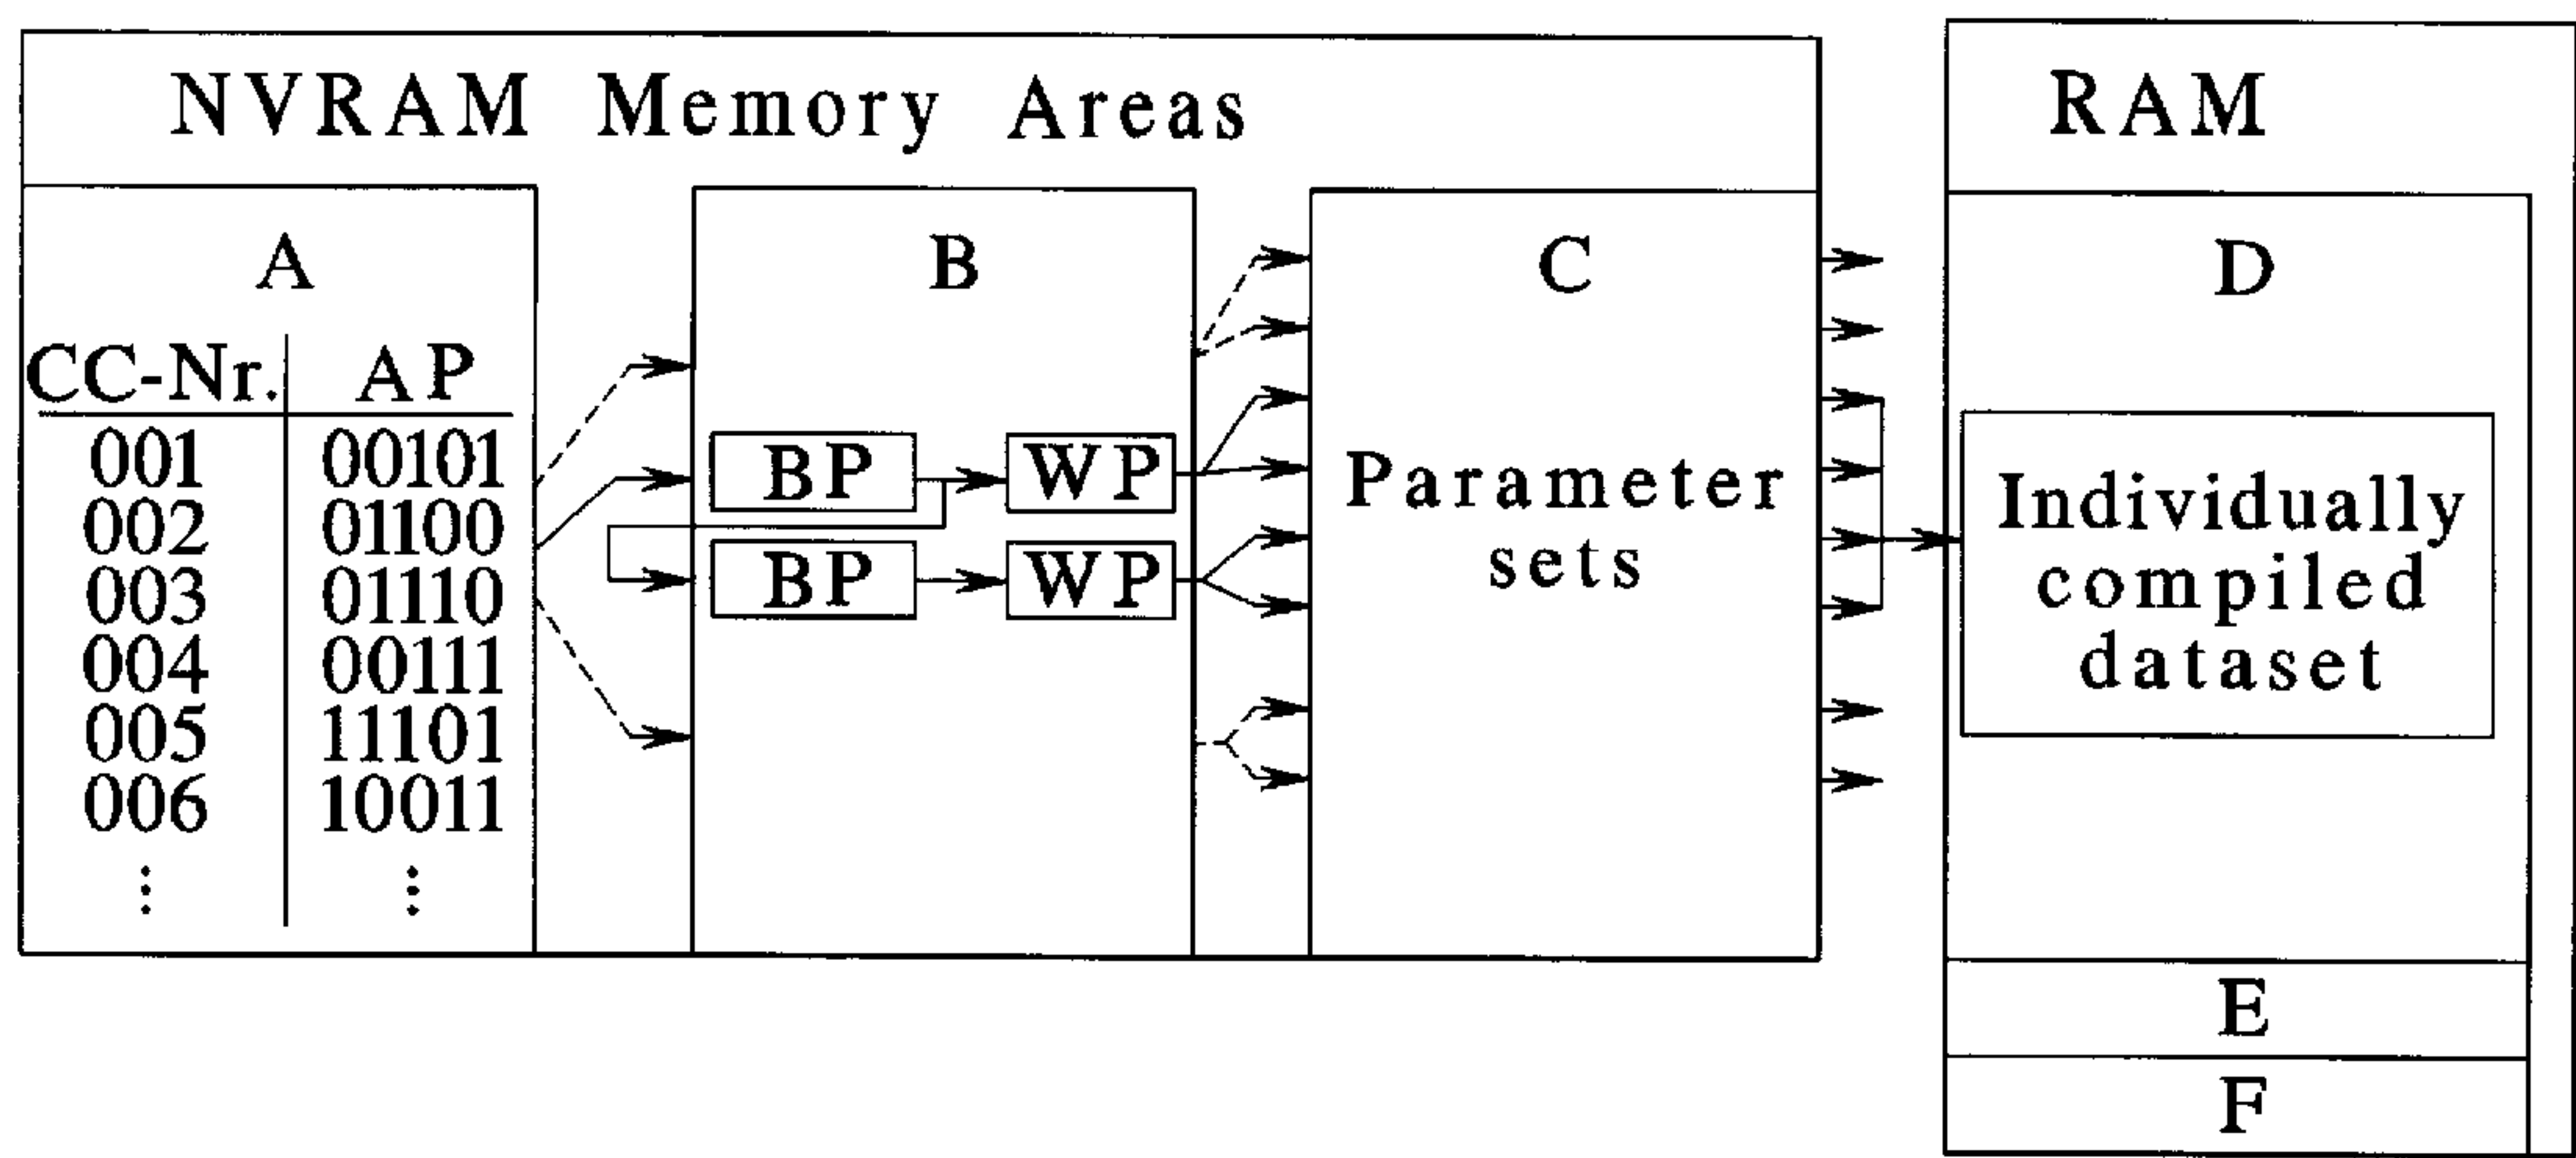 NVRAM Memory Areas
RAM
A
CC-Nr. AP
001 00101
002 01100
003 01110
004 00111
005 11101
006 10011
⋮ ⋮
B
BP WP
BP WP
C
Parameter
sets
D
Individually
compiled
dataset
E
F